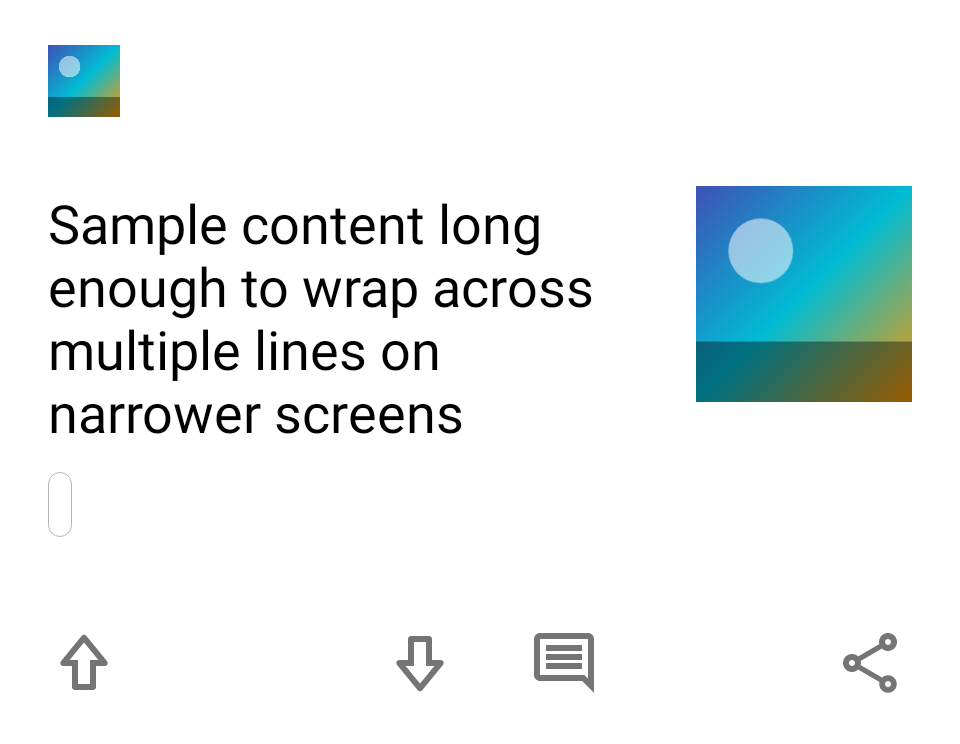 Sample content long
enough to wrap across
multiple lines on
narrower screens